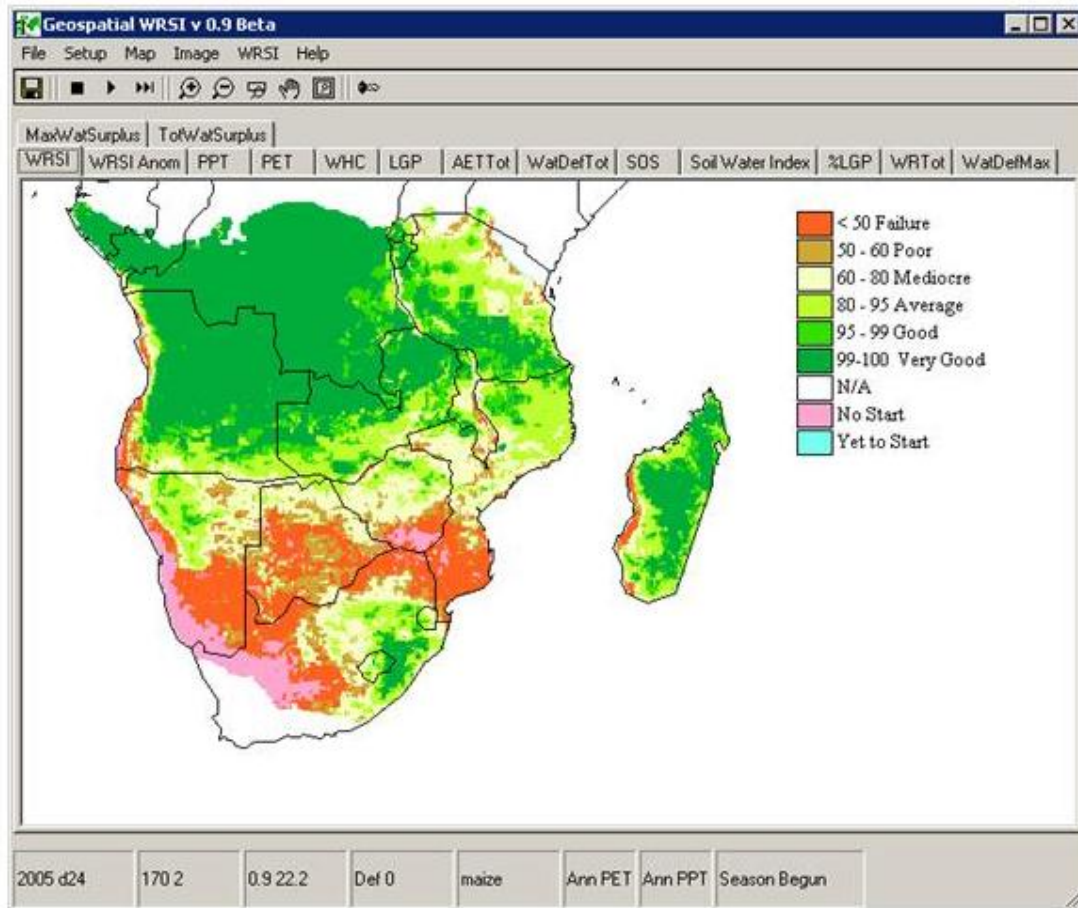 Geospatial WRSI v 0.9 Beta
File Setup Map Image WRSI Help
MaxWatSurplus TotWatSurplus
WRSI WRSI Anom PPT PET WHC LGP AETTot WatDefTot SOS Soil Water Index %LGP WRTot WatDefMax
< 50 Failure
50 - 60 Poor
60 - 80 Mediocre
80 - 95 Average
95 - 99 Good
99-100 Very Good
N/A
No Start
Yet to Start
2005 d24 170 2 0.9 22.2 Def 0 maize Ann PET Ann PPT Season Begun